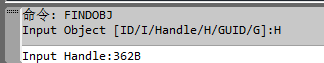 命令: FINDOBJ
Input Object [ID/I/Handle/H/GUID/G]:H
Input Handle:362B